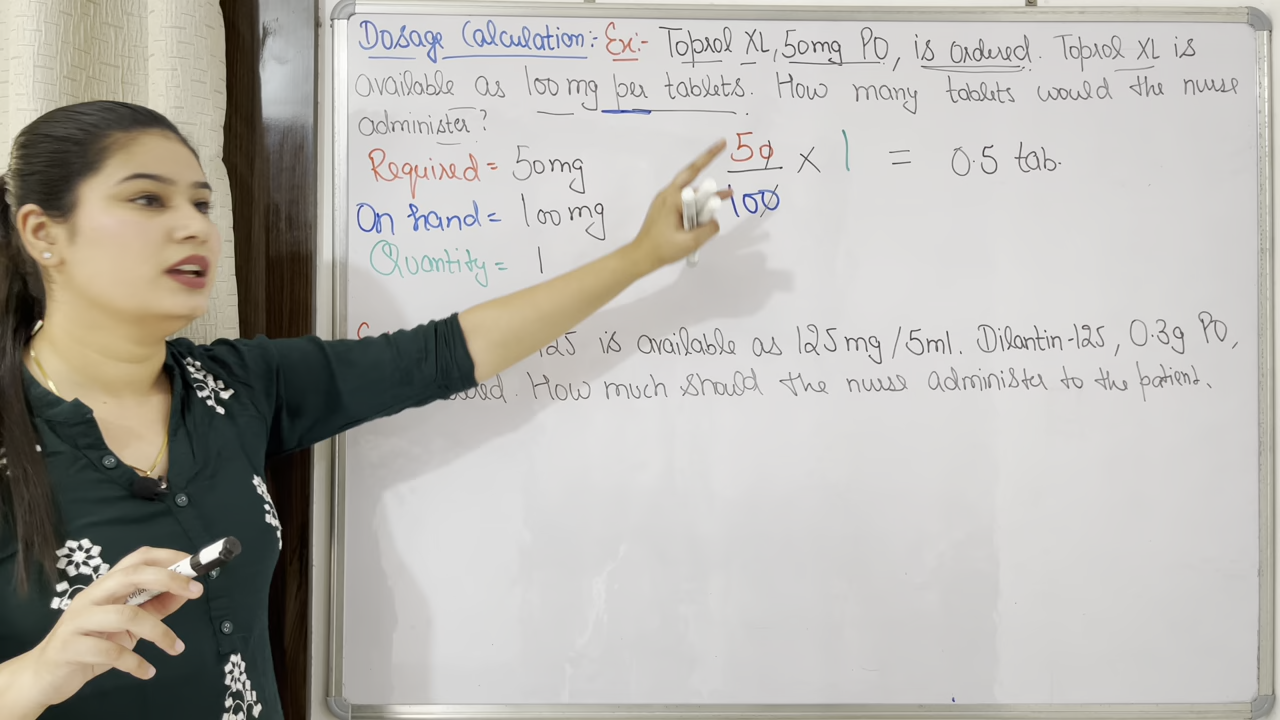 Dosage Calculation:- Ex:- Toprol XL, 50mg PO, is ordered. Toprol XL is
available as 100 mg per tablets. How many tablets would the nurse
administer?
Required = 50mg
On hand = 100mg
Quantity = 1
50/100 × 1 = 0.5 tab.
125 is available as 125mg/5ml. Dilantin-125, 0.3g PO,
How much should the nurse administer to the patient.